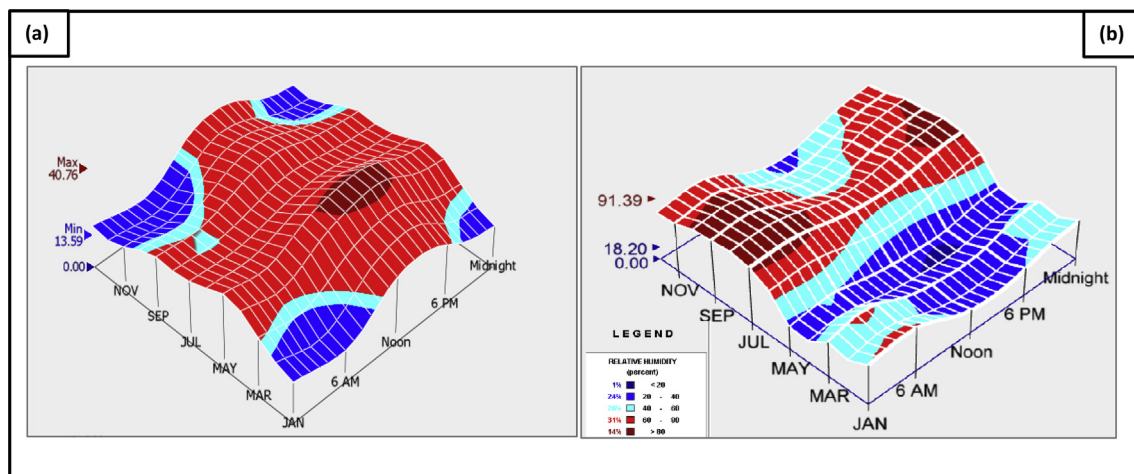 (a)
(b)
Max
40.76
Min
13.59
0.00
NOV
SEP
JUL
MAY
MAR
JAN
6 AM
Noon
6 PM
Midnight
91.39
18.20
0.00
NOV
SEP
JUL
MAY
MAR
JAN
6 AM
Noon
6 PM
Midnight
LEGEND
RELATIVE HUMIDITY
(percent)
1% < 20
24% 20 - 40
40 - 60
31% 60 - 80
14% > 80